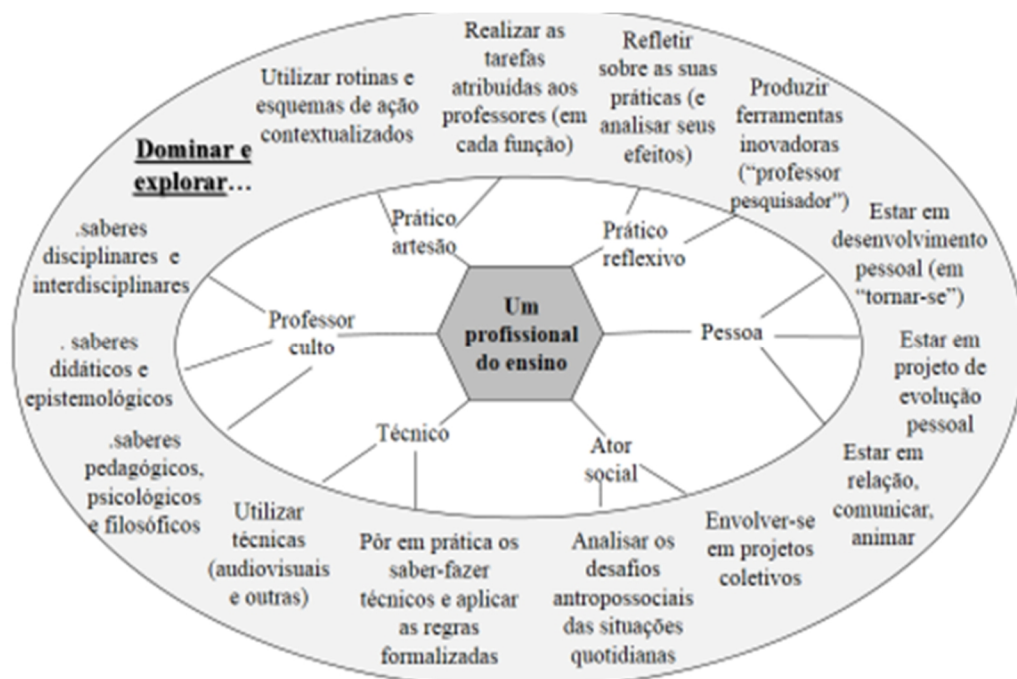 Utilizar rotinas e
esquemas de ação
contextualizados
Realizar as
tarefas
atribuídas aos
professores (em
cada função)
Refletir
sobre as suas
práticas (e
analisar seus
efeitos)
Produzir
ferramentas
inovadoras
(“professor
pesquisador”)
Dominar e
explorar…
.saberes
disciplinares e
interdisciplinares
. saberes
didáticos e
epistemológicos
.saberes
pedagógicos,
psicológicos
e filosóficos
Prático
artesão
Prático
reflexivo
Professor
culto
Um
profissional
do ensino
Pessoa
Técnico
Ator
social
Estar em
desenvolvimento
pessoal (em
“tornar-se”)
Estar em
projeto de
evolução
pessoal
Estar em
relação,
comunicar,
animar
Utilizar
técnicas
(audiovisuais
e outras)
Pôr em prática os
saber-fazer
técnicos e aplicar
as regras
formalizadas
Analisar os
desafios
antropossociais
das situações
quotidianas
Envolver-se
em projetos
coletivos